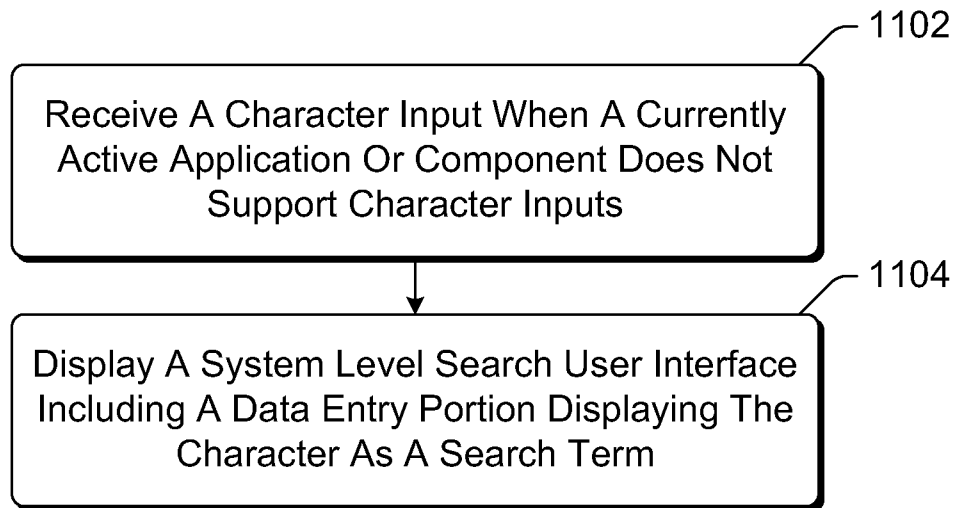 1102
Receive A Character Input When A Currently
Active Application Or Component Does Not
Support Character Inputs
1104
Display A System Level Search User Interface
Including A Data Entry Portion Displaying The
Character As A Search Term